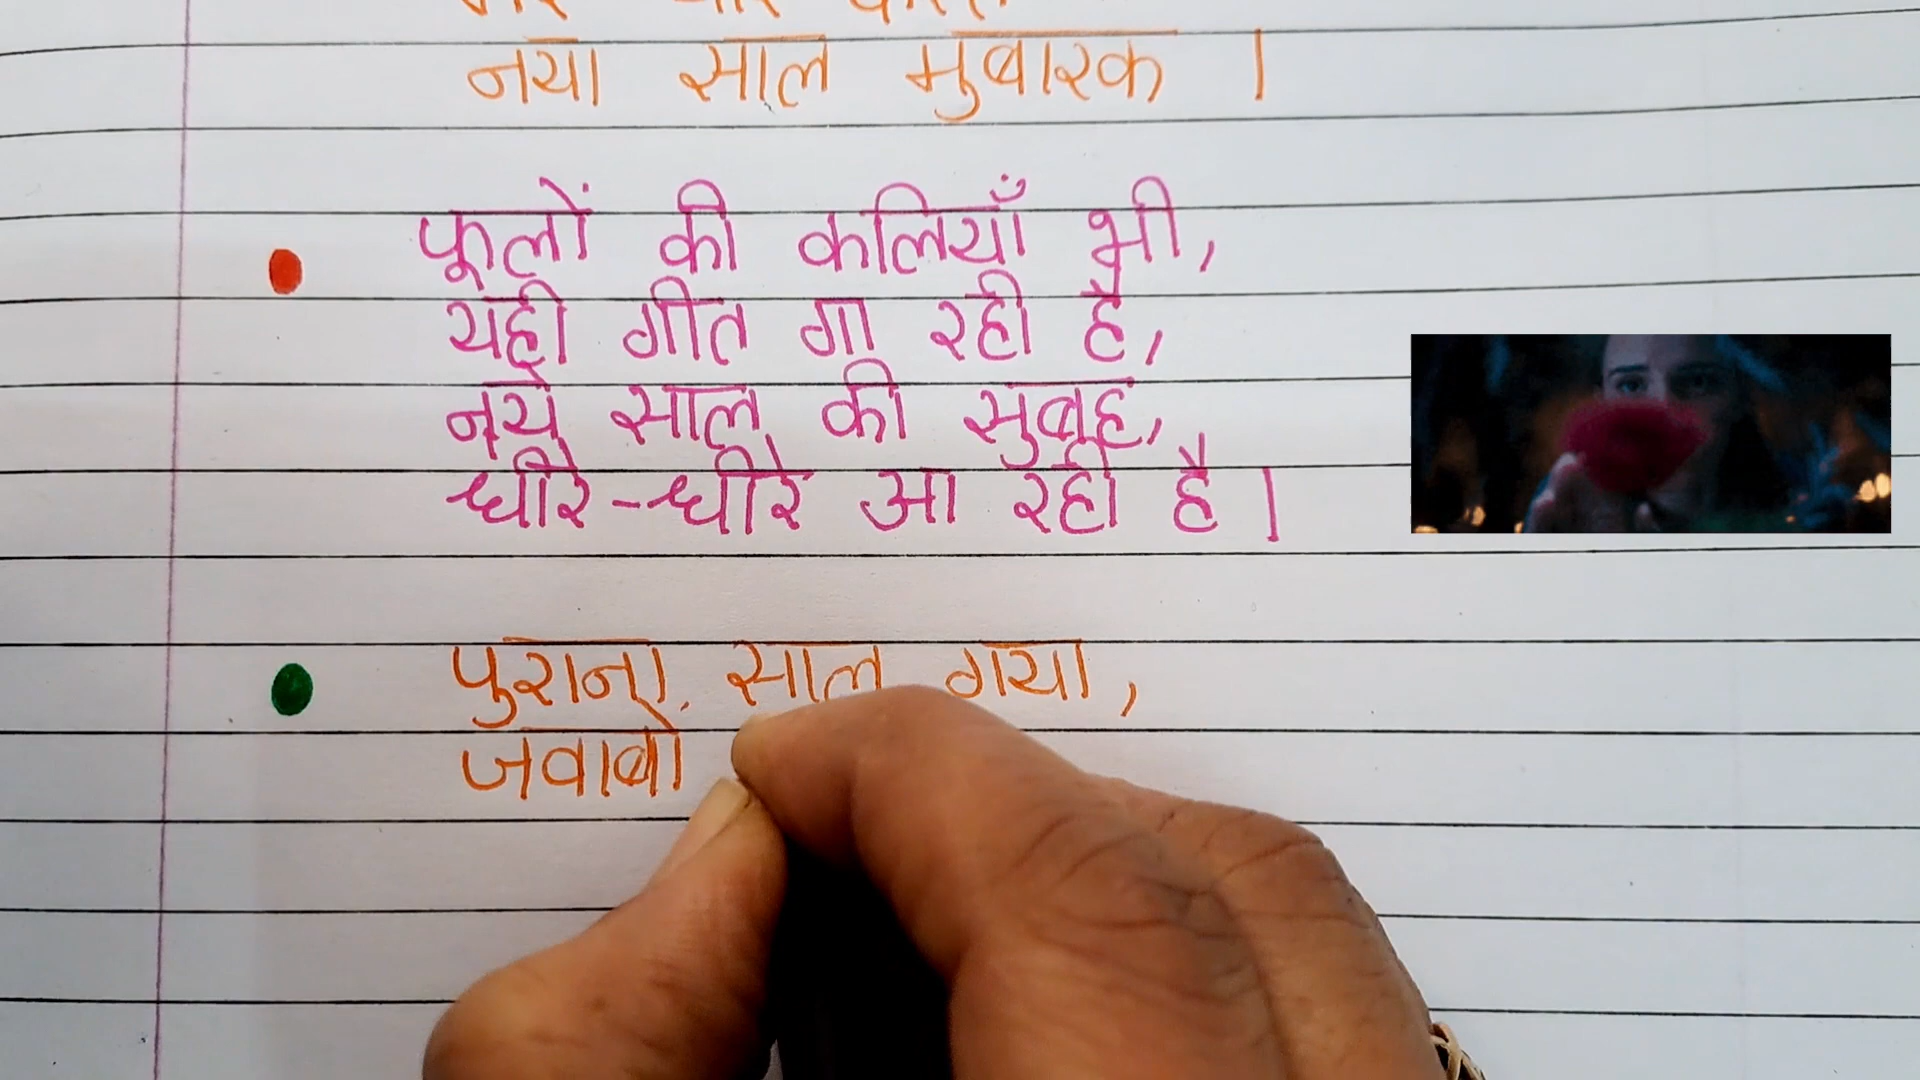 नया साल मुबारक ।
फूलों की कलियाँ भी,
यही गीत गा रही है,
नये साल की सुबह,
धीरे-धीरे आ रही है ।
पुराना साल गया,
जवाबो